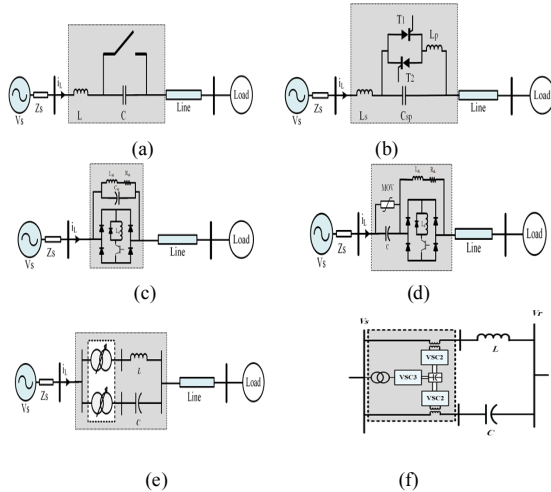 Vs
Zs
iL
L
C
Line
Load
(a)
T1
T2
Lp
Vs
Zs
iL
Ls
Csp
Line
Load
(b)
Vs
Zs
iL
Line
Load
(c)
MOV
Vs
Zs
iL
C
Line
Load
(d)
Vs
Zs
iL
L
C
Line
Load
(e)
Vs
Vr
L
VSC2
VSC3
VSC2
C
(f)